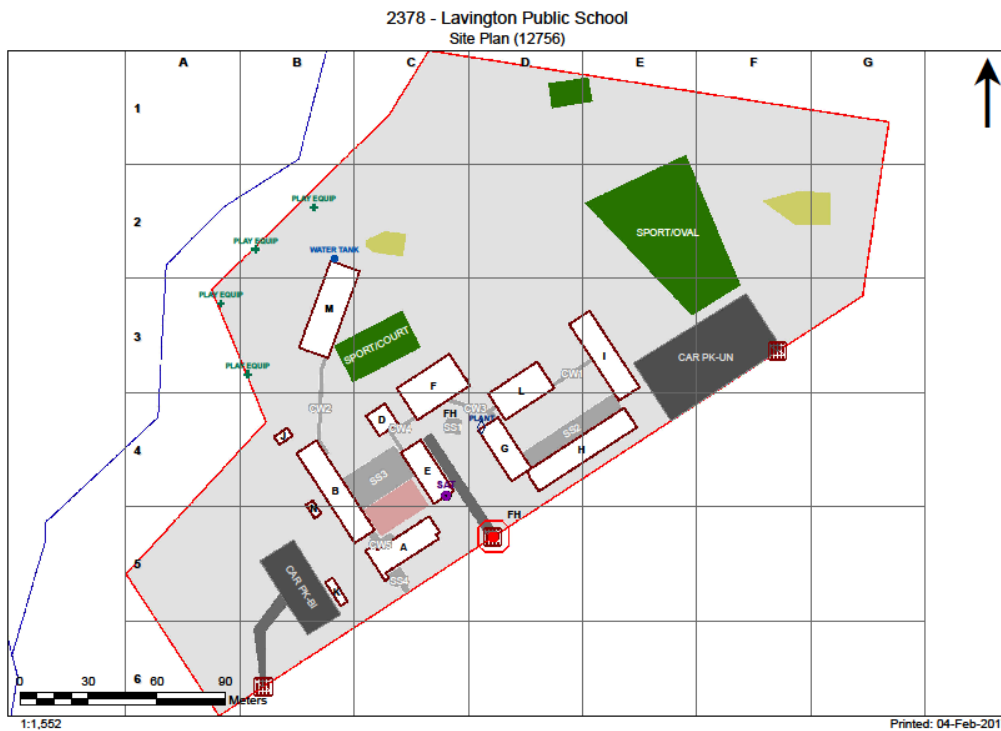 2378 - Lavington Public School
Site Plan (12756)
A B C D E F G
1
PLAY EQUIP
2
SPORT/OVAL
PLAY EQUIP
WATER TANK
PLAY EQUIP
M
3
SPORT/COURT
I
CAR PK-UN
PLAY EQUIP
CW1
F
L
CW2
CW3
D
FH
PLANT
CW4
SS1
SS2
J
4
G
H
E
SS3
SAT
B
N
FH
CW5
A
5
SS4
CAR PK-BI
K
0 30 6 60 90
Meters
1:1,552
Printed: 04-Feb-201